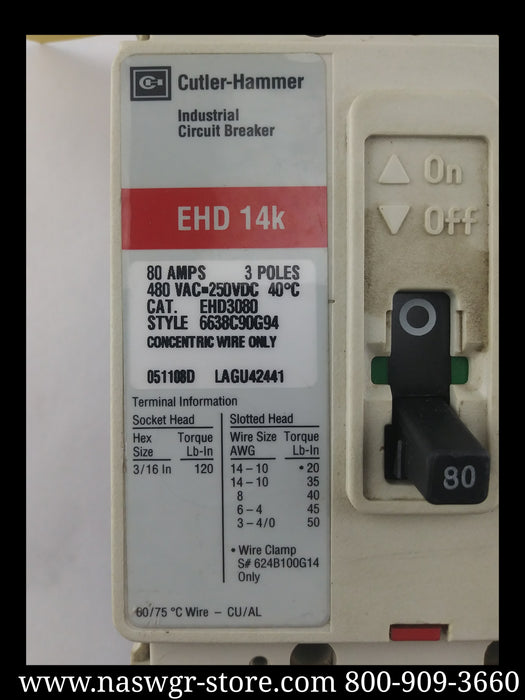 Cutler-Hammer
Industrial
Circuit Breaker
EHD 14k
80 AMPS 3 POLES
480 VAC=250VDC 40°C
CAT. EHD3080
STYLE 6638C90G94
CONCENTRIC WIRE ONLY
051108D LAGU42441
Terminal Information
Socket Head
Hex Size Torque Lb-In
3/16 In 120
Slotted Head
Wire Size AWG Torque Lb-In
14-10 •20
14-10 35
8 40
6-4 45
3-4/0 50
• Wire Clamp
S# 624B100G14
Only
60/75 °C Wire - CU/AL
On
Off
O
80
www.naswgr-store.com 800-909-3660